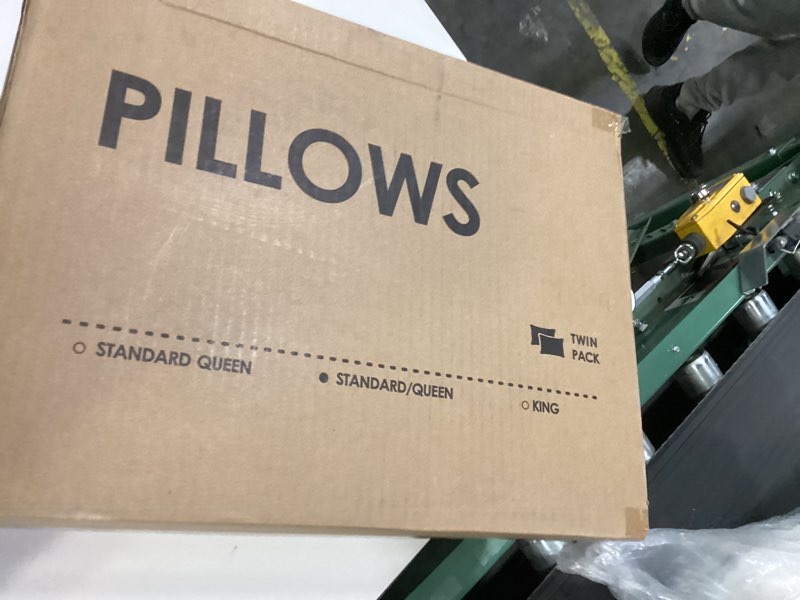 PILLOWS
TWIN
PACK
STANDARD QUEEN
STANDARD/QUEEN
KING